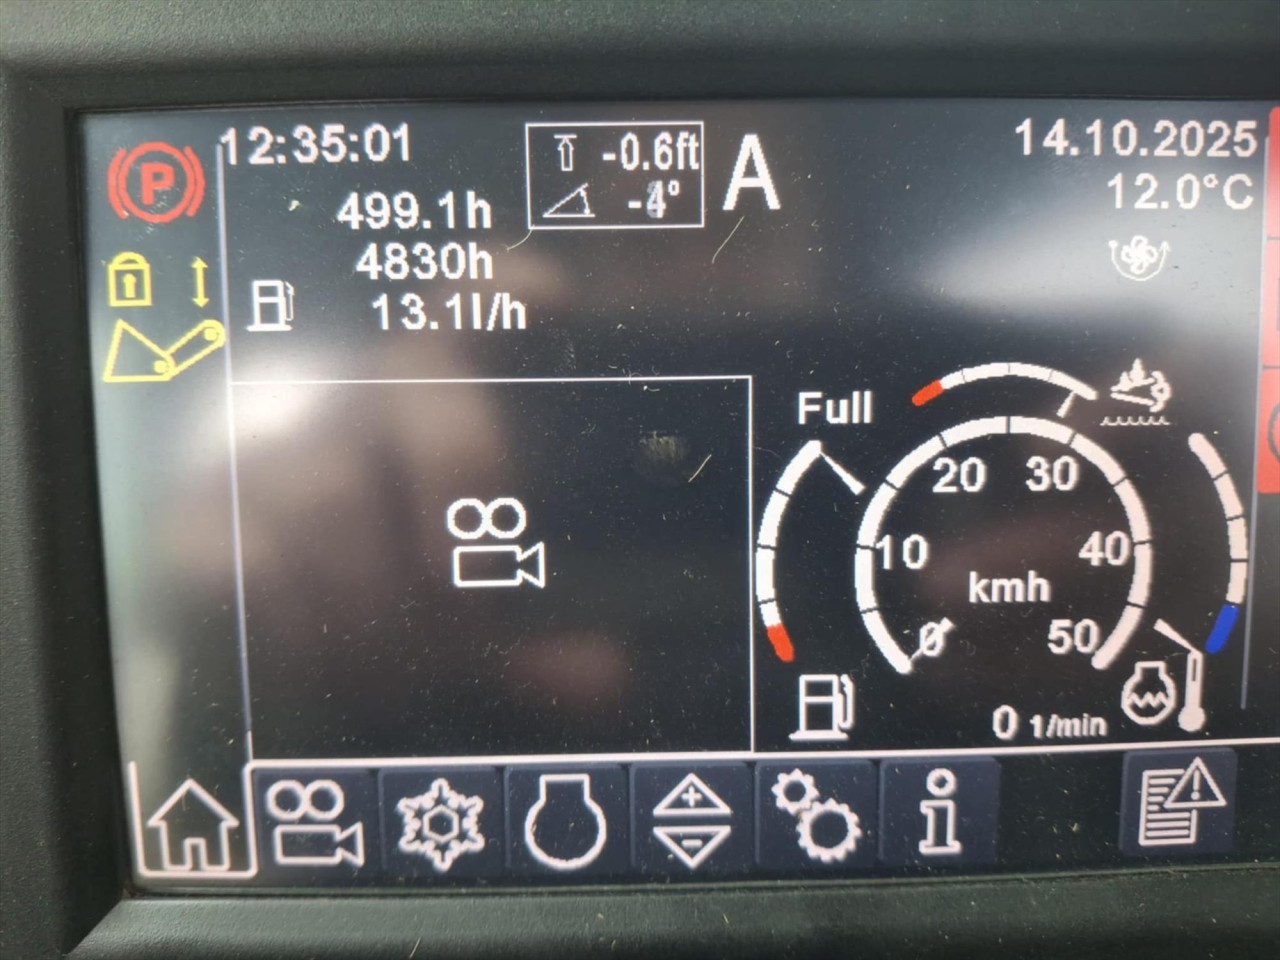 P
12:35:01
-0.6ft
-4°
A
14.10.2025
12.0°C
499.1h
4830h
13.1l/h
Full
20 30
10 40
kmh
0 50
0 1/min